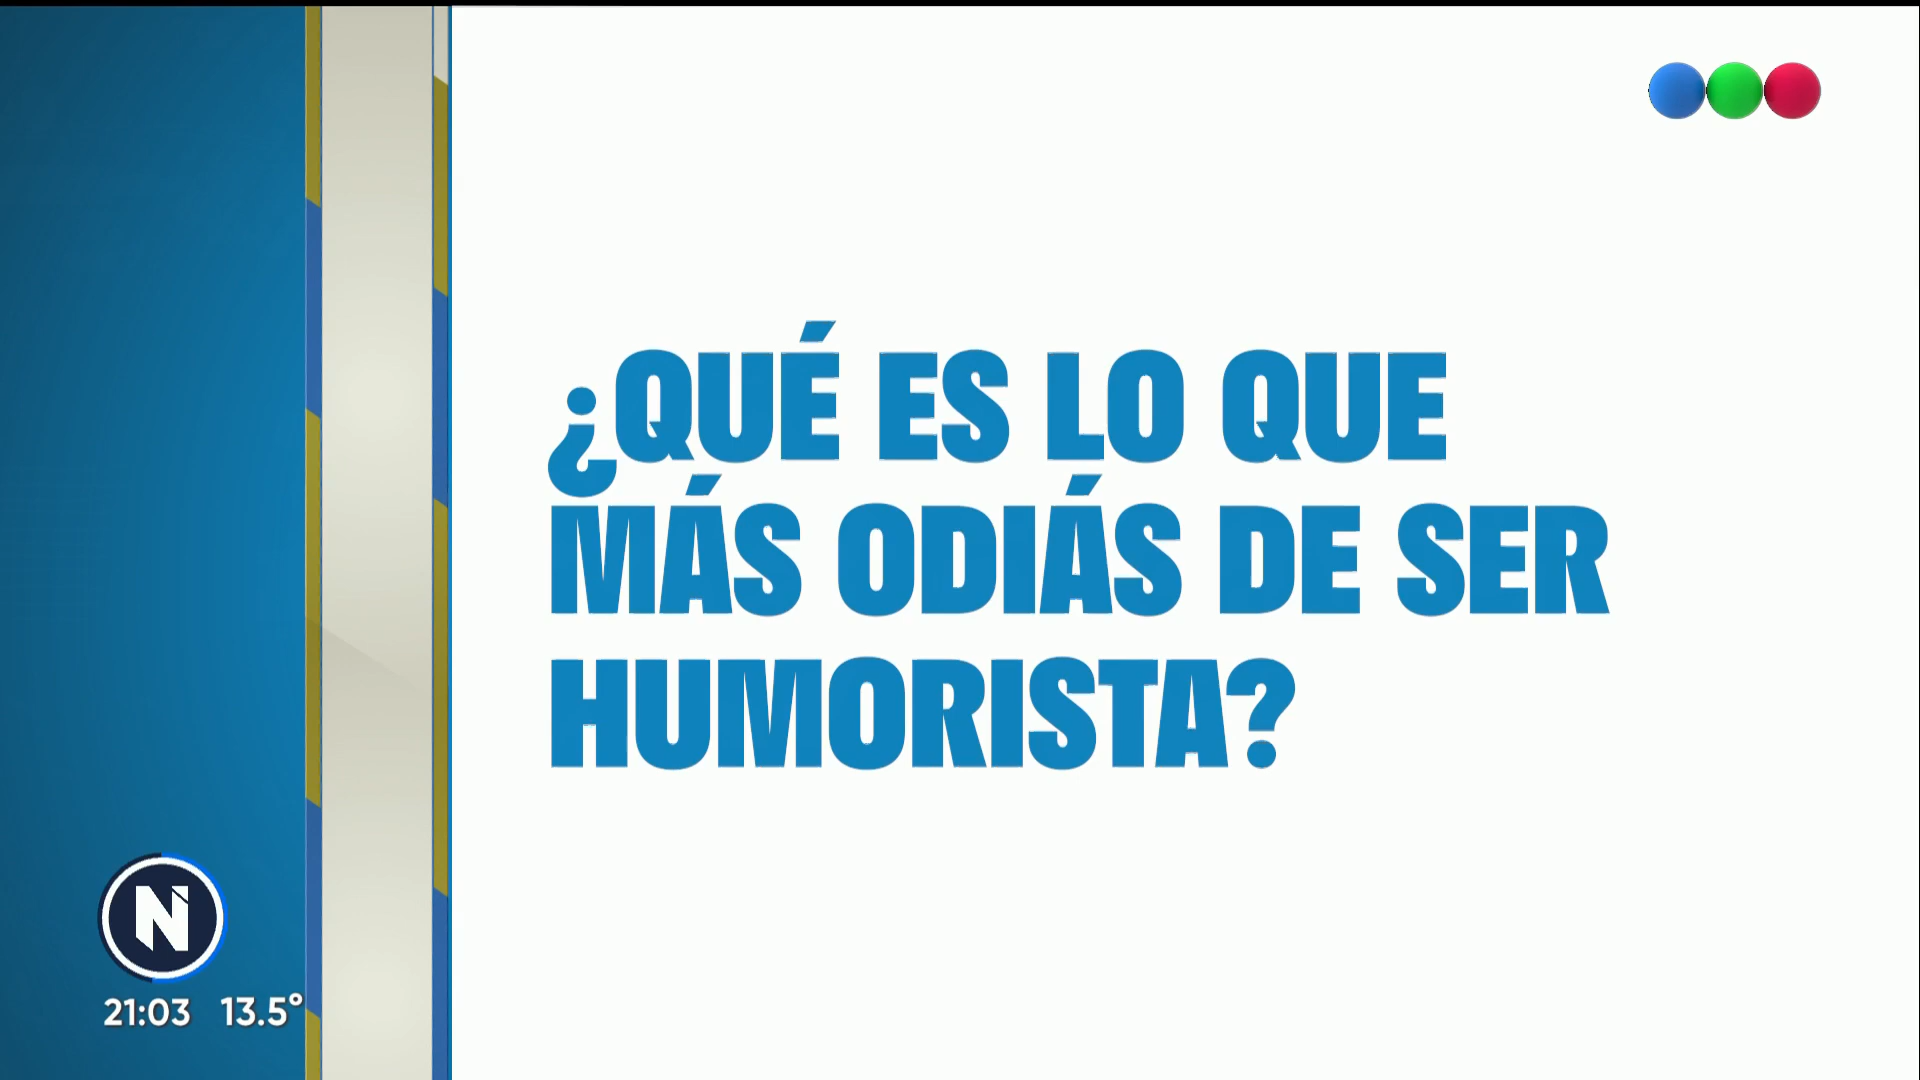 ¿QUÉ ES LO QUE
MÁS ODIÁS DE SER
HUMORISTA?
N
21:03 13.5°